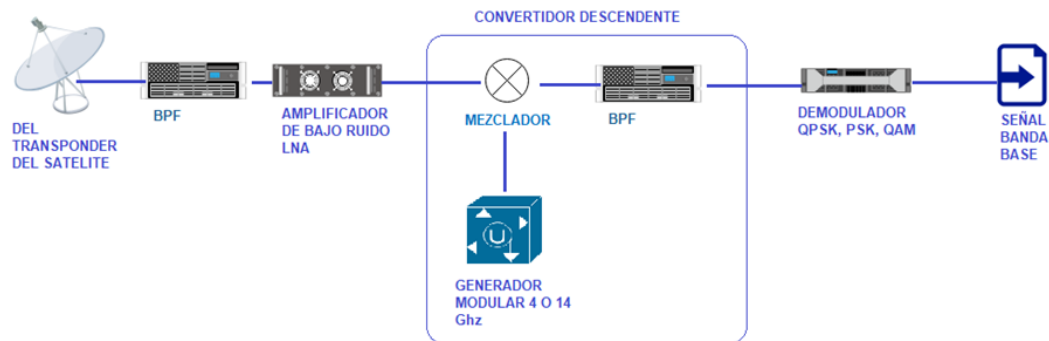 CONVERTIDOR DESCENDENTE
DEL
TRANSPONDER
DEL SATELITE
BPF
AMPLIFICADOR
DE BAJO RUIDO
LNA
MEZCLADOR
BPF
DEMODULADOR
QPSK, PSK, QAM
SEÑAL
BANDA
BASE
U
GENERADOR
MODULAR 4 O 14
Ghz